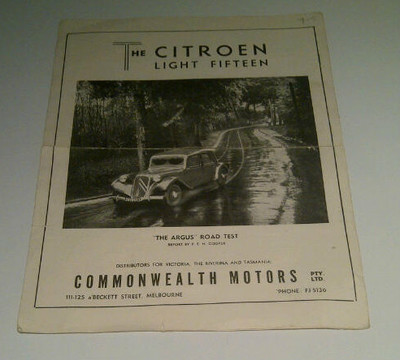 THE CITROEN
LIGHT FIFTEEN
"THE ARGUS" ROAD TEST
DISTRIBUTORS FOR VICTORIA, THE RIVERINA AND TASMANIA
COMMONWEALTH MOTORS PTY. LTD.
111-125 A'BECKETT STREET, MELBOURNE 'PHONE: FJ 5126